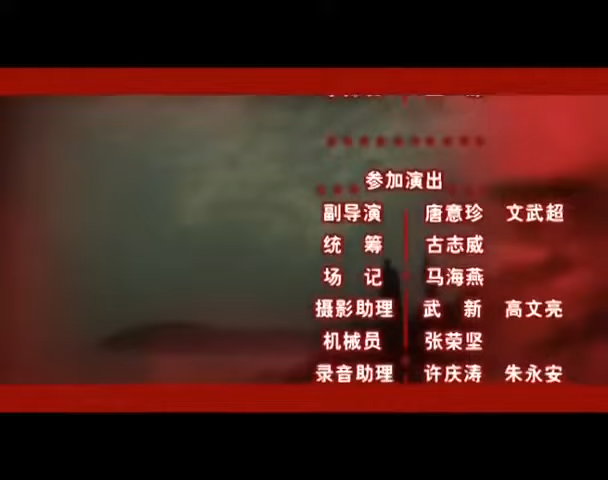 参加演出
副导演 唐意珍 文武超
统 筹 古志威
场 记 马海燕
摄影助理 武 新 高文亮
机械员 张荣坚
录音助理 许庆涛 朱永安